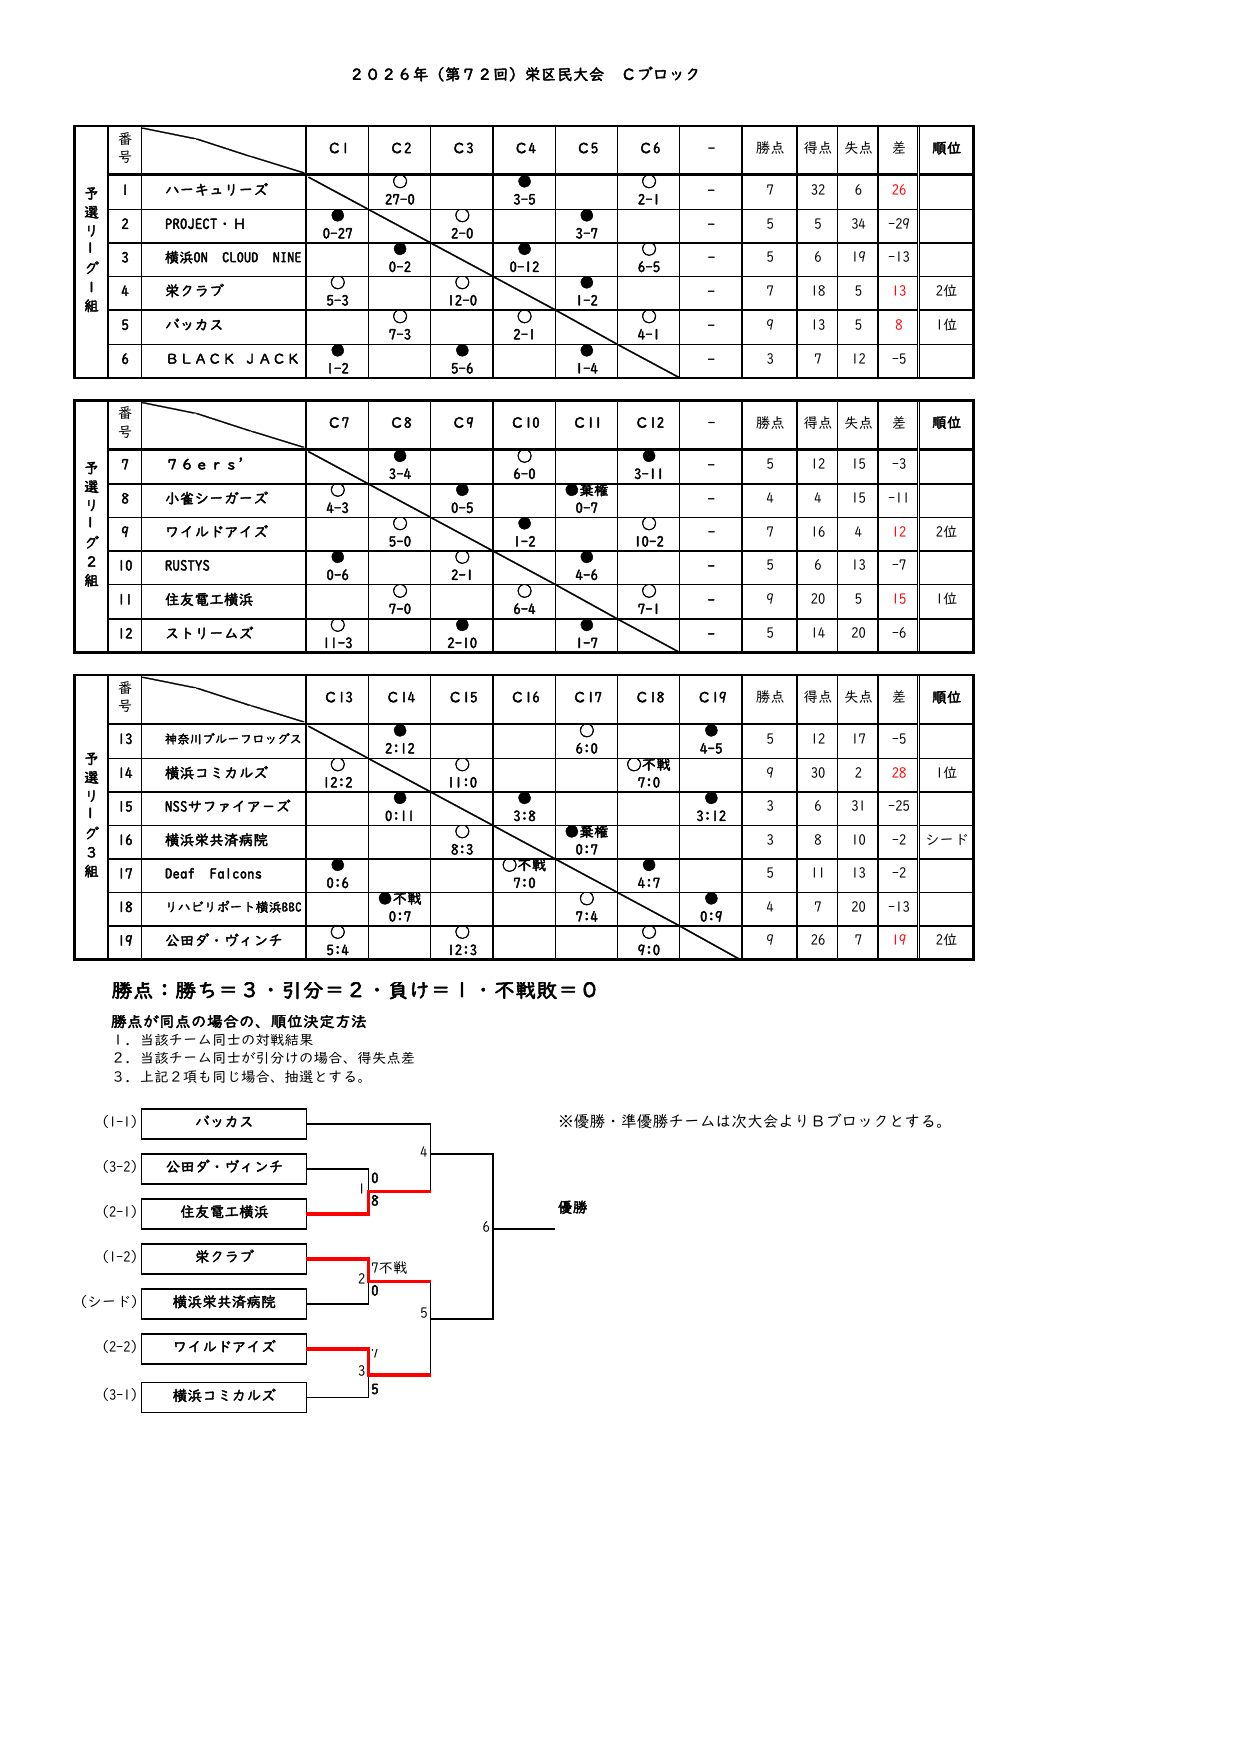 ２０２６年（第７２回）栄区民大会　Ｃブロック
予選リーグ１組
番号 C1 C2 C3 C4 C5 C6 - 勝点 得点 失点 差 順位
1 ハーキュリーズ ○ 27-0 ● 3-5 ○ 2-1 - 7 32 6 26
2 PROJECT・H ● 0-27 ○ 2-0 ● 3-7 - 5 5 34 -29
3 横浜ON CLOUD NINE ● 0-2 ● 0-12 ○ 6-5 - 5 6 19 -13
4 栄クラブ ○ 5-3 ○ 12-0 ● 1-2 - 7 18 5 13 2位
5 バッカス ○ 7-3 ○ 2-1 ○ 4-1 - 9 13 5 8 1位
6 ＢＬＡＣＫ ＪＡＣＫ ● 1-2 ● 5-6 ● 1-4 - 3 7 12 -5
予選リーグ２組
番号 C7 C8 C9 C10 C11 C12 - 勝点 得点 失点 差 順位
7 ７６ｅｒｓ’ ● 3-4 ○ 6-0 ● 3-11 - 5 12 15 -3
8 小雀シーガーズ ○ 4-3 ● 0-5 ●棄権 0-7 - 4 4 15 -11
9 ワイルドアイズ ○ 5-0 ● 1-2 ○ 10-2 - 7 16 4 12 2位
10 RUSTYS ● 0-6 ○ 2-1 ● 4-6 - 5 6 13 -7
11 住友電工横浜 ○ 7-0 ○ 6-4 ○ 7-1 - 9 20 5 15 1位
12 ストリームズ ○ 11-3 ● 2-10 ● 1-7 - 5 14 20 -6
予選リーグ３組
番号 C13 C14 C15 C16 C17 C18 C19 勝点 得点 失点 差 順位
13 神奈川ブルーフロッグス ● 2:12 ○ 6:0 ● 4-5 5 12 17 -5
14 横浜コミカルズ ○ 12:2 ○ 11:0 ○不戦 7:0 9 30 2 28 1位
15 NSSサファイアーズ ● 0:11 ● 3:8 ● 3:12 3 6 31 -25
16 横浜栄共済病院 ○ 8:3 ●棄権 0:7 3 8 10 -2 シード
17 Deaf Falcons ● 0:6 ○不戦 7:0 ● 4:7 5 11 13 -2
18 リハビリポート横浜BBC ●不戦 0:7 ○ 7:4 ● 0:9 4 7 20 -13
19 公田ダ・ヴィンチ ○ 5:4 ○ 12:3 ○ 9:0 9 26 7 19 2位
勝点：勝ち＝３・引分＝２・負け＝１・不戦敗＝０
勝点が同点の場合の、順位決定方法
１．当該チーム同士の対戦結果
２．当該チーム同士が引分けの場合、得失点差
３．上記２項も同じ場合、抽選とする。
(1-1) バッカス
※優勝・準優勝チームは次大会よりＢブロックとする。
4
(3-2) 公田ダ・ヴィンチ
0
1
8
(2-1) 住友電工横浜
優勝
6
(1-2) 栄クラブ
7不戦
2
0
(シード) 横浜栄共済病院
5
(2-2) ワイルドアイズ
3
5
(3-1) 横浜コミカルズ